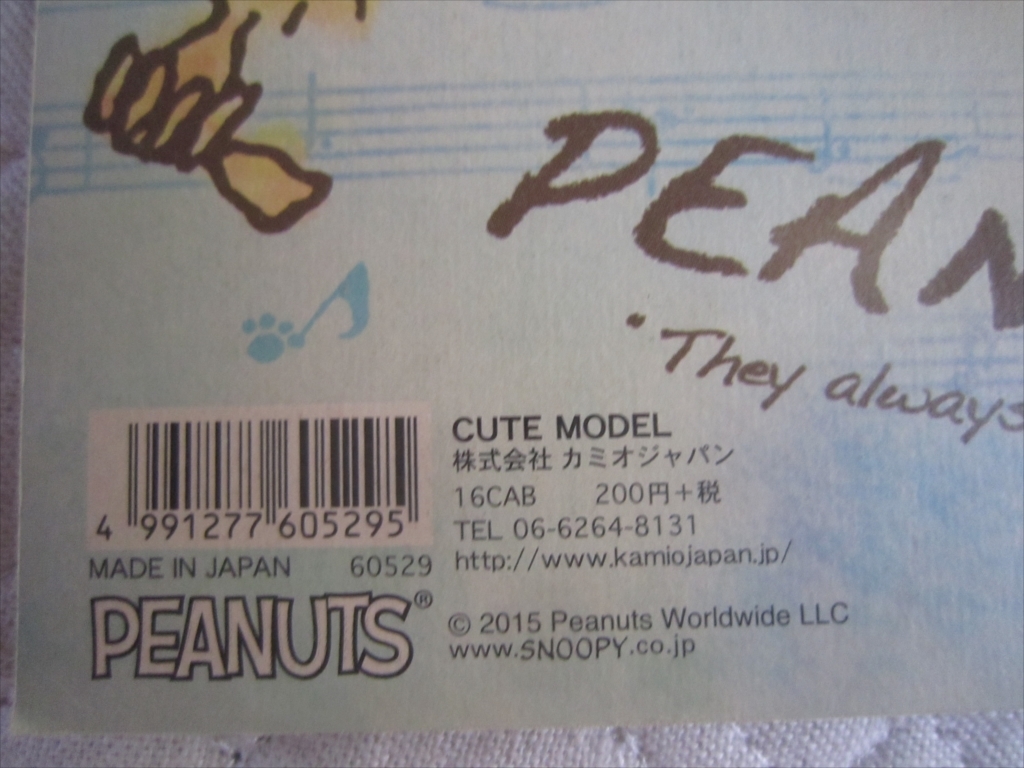 PEAN
"They always
4 991277 605295
MADE IN JAPAN 60529
PEANUTS®
CUTE MODEL
株式会社 カミオジャパン
16CAB 200円+税
TEL 06-6264-8131
http://www.kamiojapan.jp/
© 2015 Peanuts Worldwide LLC
www.SNOOPY.co.jp